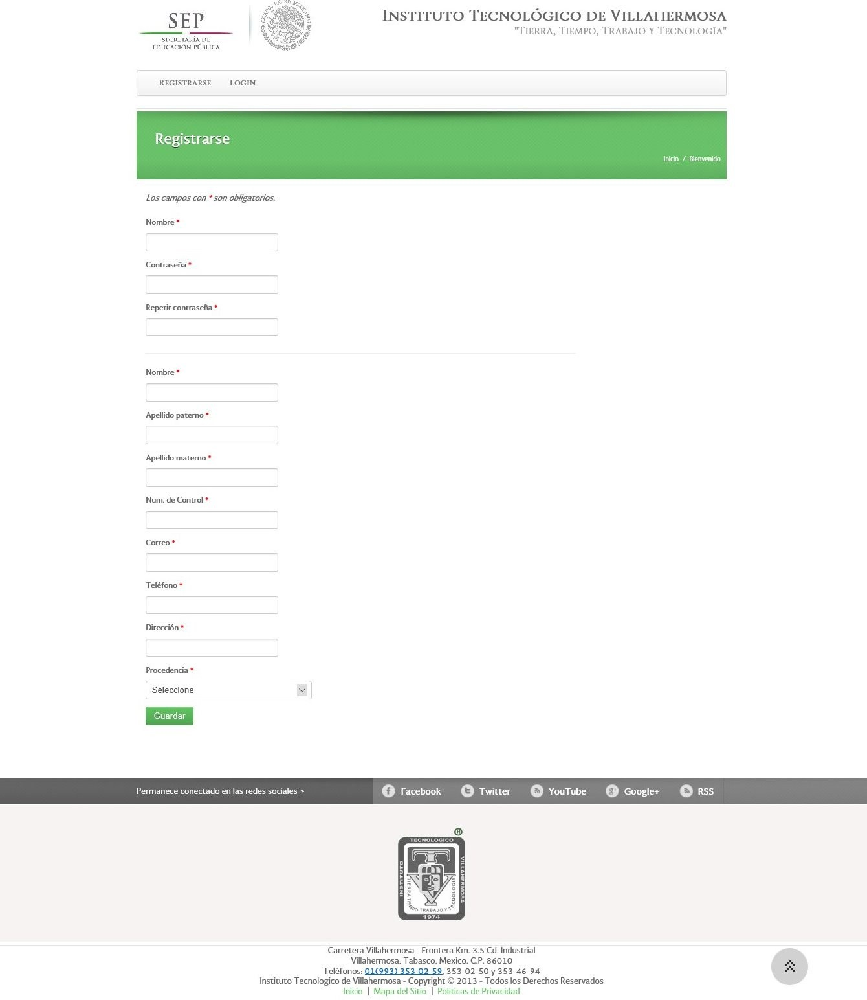 SEP
SECRETARÍA DE
EDUCACIÓN PÚBLICA
ESTADOS UNIDOS MEXICANOS
Instituto Tecnológico de Villahermosa
"Tierra, Tiempo, Trabajo y Tecnología"
Registrarse Login
Registrarse
Inicio / Bienvenido
Los campos con * son obligatorios.
Nombre *
Contraseña *
Repetir contraseña *
Nombre *
Apellido paterno *
Apellido materno *
Num. de Control *
Correo *
Teléfono *
Dirección *
Procedencia *
Seleccione
Guardar
Permanece conectado en las redes sociales » Facebook Twitter YouTube Google+ RSS
®
TECNOLOGICO
INSTITUTO
VILLAHERMOSA
TIERRA TIEMPO TRABAJO Y TECNOLOGIA
1974
Carretera Villahermosa - Frontera Km. 3.5 Cd. Industrial
Villahermosa, Tabasco, Mexico. C.P. 86010
Teléfonos: 01(993) 353-02-59, 353-02-50 y 353-46-94
Instituto Tecnologico de Villahermosa - Copyright © 2013 - Todos los Derechos Reservados
Inicio | Mapa del Sitio | Politicas de Privacidad